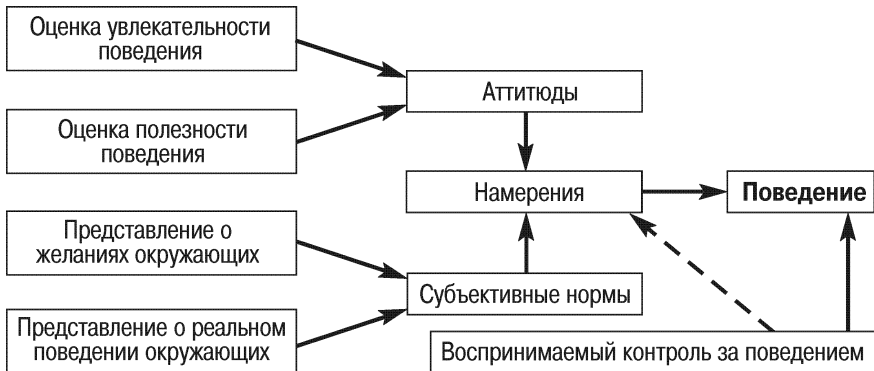 Оценка увлекательности
поведения
Оценка полезности
поведения
Представление о
желаниях окружающих
Представление о реальном
поведении окружающих
Аттитюды
Намерения
Субъективные нормы
Воспринимаемый контроль за поведением
Поведение